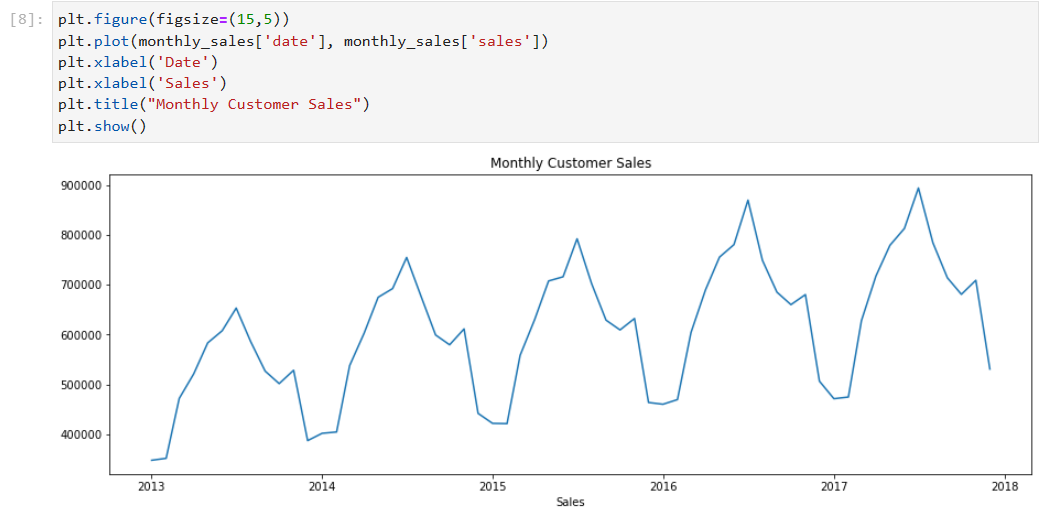 [8]: plt.figure(figsize=(15,5))
plt.plot(monthly_sales['date'], monthly_sales['sales'])
plt.xlabel('Date')
plt.xlabel('Sales')
plt.title("Monthly Customer Sales")
plt.show()
Monthly Customer Sales
900000
800000
700000
600000
500000
400000
2013 2014 2015 2016 2017 2018
Sales